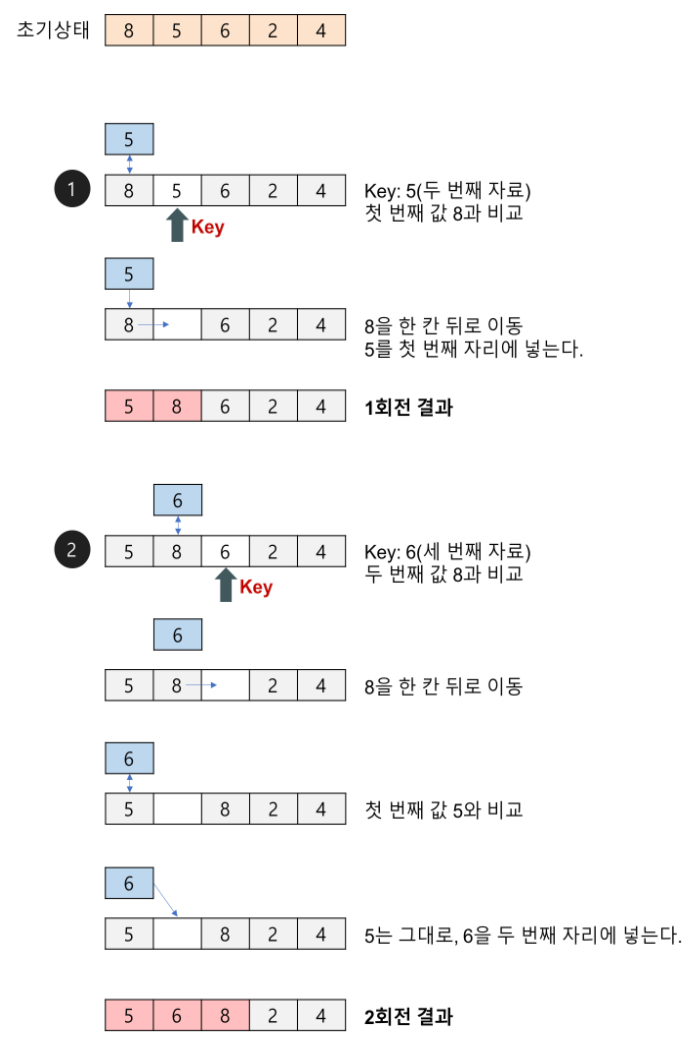 초기상태 8 5 6 2 4
5
1 8 5 6 2 4 Key: 5(두 번째 자료)
첫 번째 값 8과 비교
Key
5
8 6 2 4 8을 한 칸 뒤로 이동
5를 첫 번째 자리에 넣는다.
5 8 6 2 4 1회전 결과
6
2 5 8 6 2 4 Key: 6(세 번째 자료)
두 번째 값 8과 비교
Key
6
5 8 2 4 8을 한 칸 뒤로 이동
6
5 8 2 4 첫 번째 값 5와 비교
6
5 8 2 4 5는 그대로, 6을 두 번째 자리에 넣는다.
5 6 8 2 4 2회전 결과